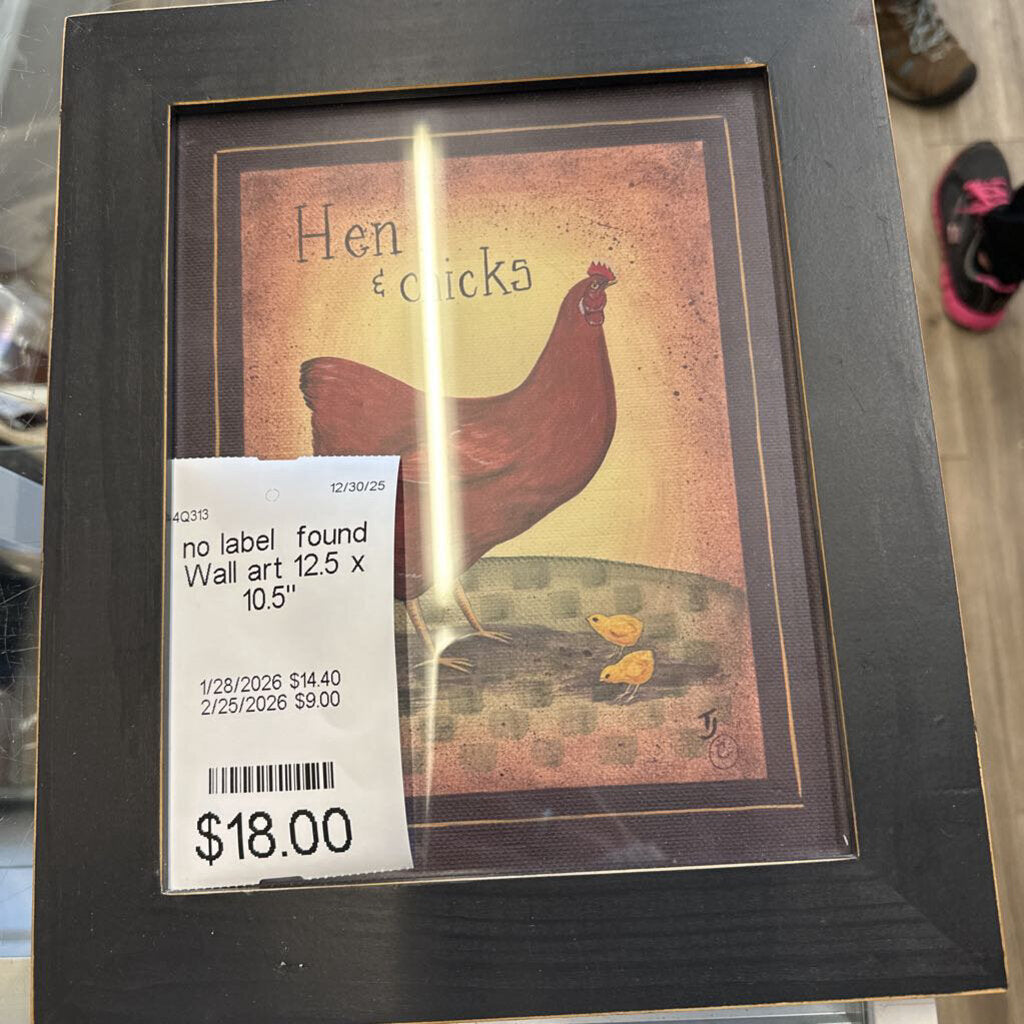 Hen
& chicks
12/30/25
4Q313
no label found
Wall art 12.5 x
10.5"
1/28/2026 $14.40
2/25/2026 $9.00
$18.00